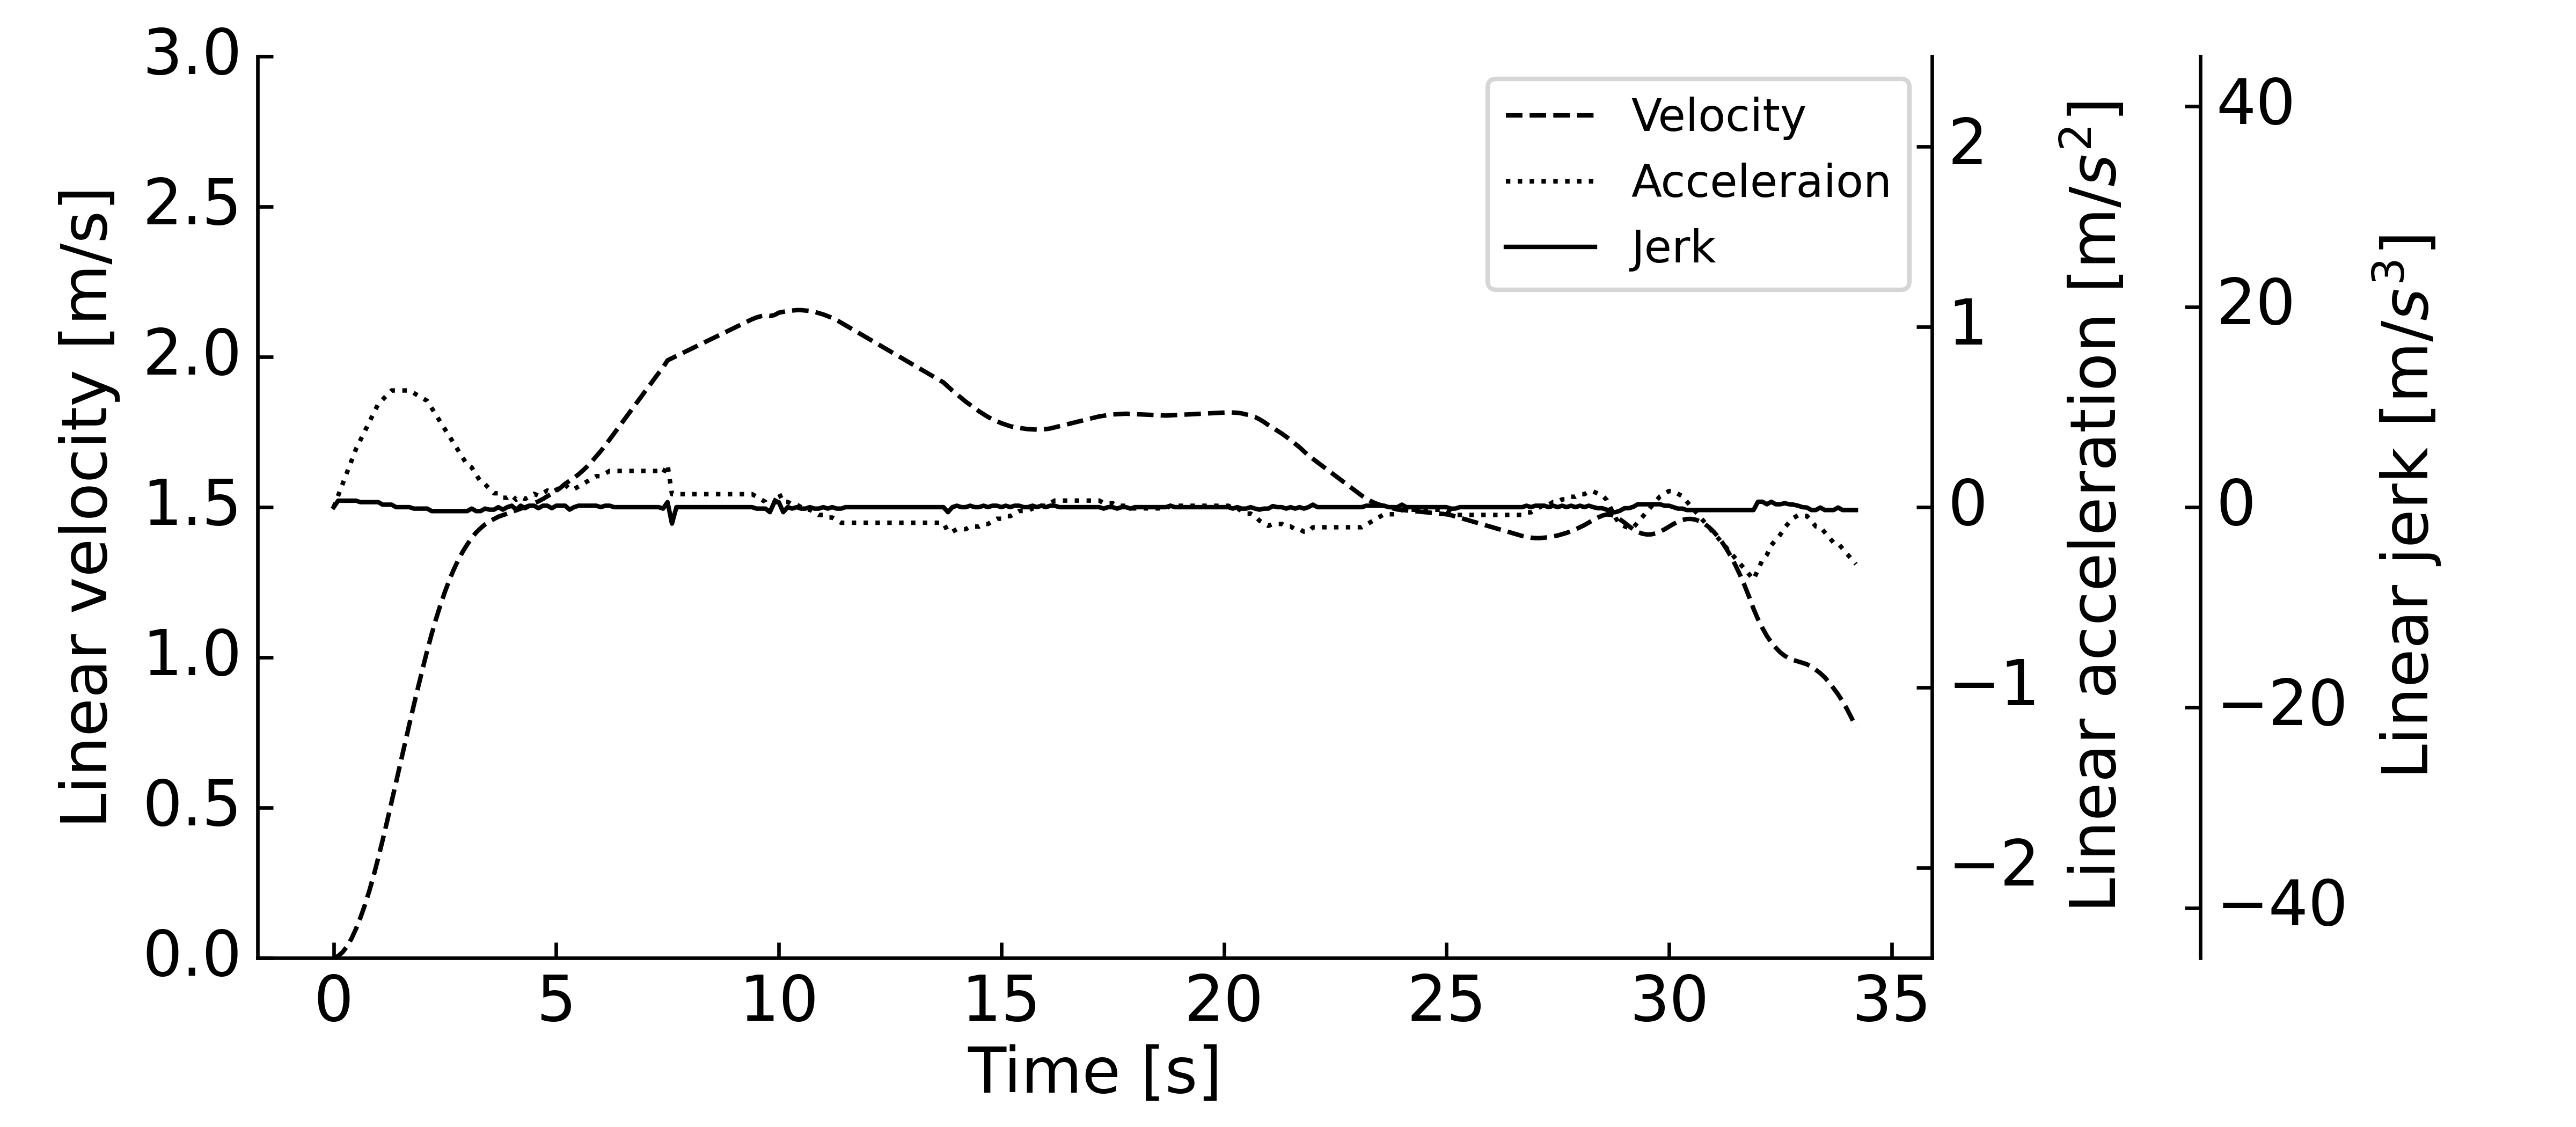 Linear velocity [m/s]
3.0
2.5
2.0
1.5
1.0
0.5
0.0
0 5 10 15 20 25 30 35
Time [s]
Velocity
Acceleraion
Jerk
2
1
0
−1
−2
Linear acceleration [m/s²]
40
20
0
−20
−40
Linear jerk [m/s³]